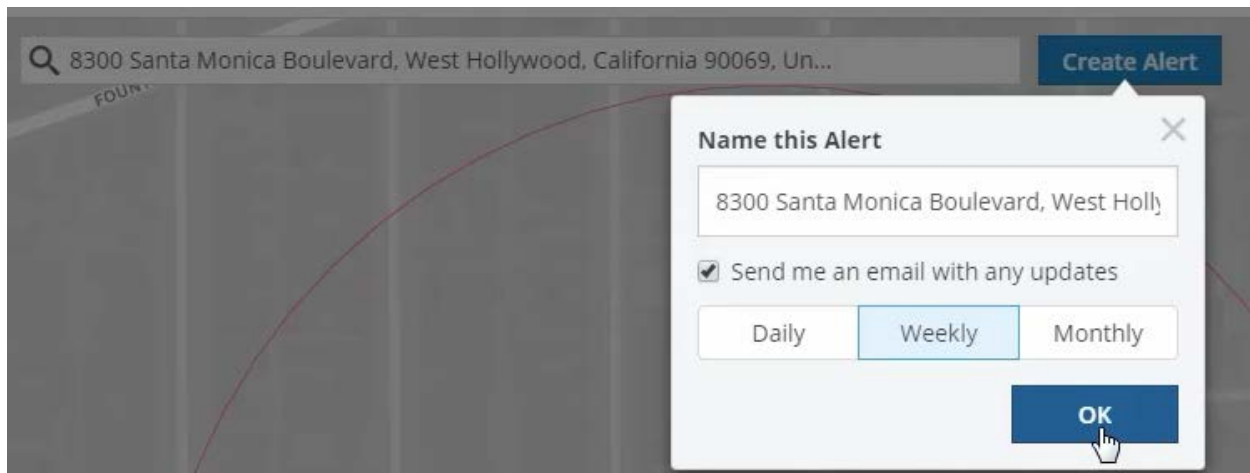 8300 Santa Monica Boulevard, West Hollywood, California 90069, Un...
Create Alert
FOUNT
Name this Alert
8300 Santa Monica Boulevard, West Holly
Send me an email with any updates
Daily Weekly Monthly
OK